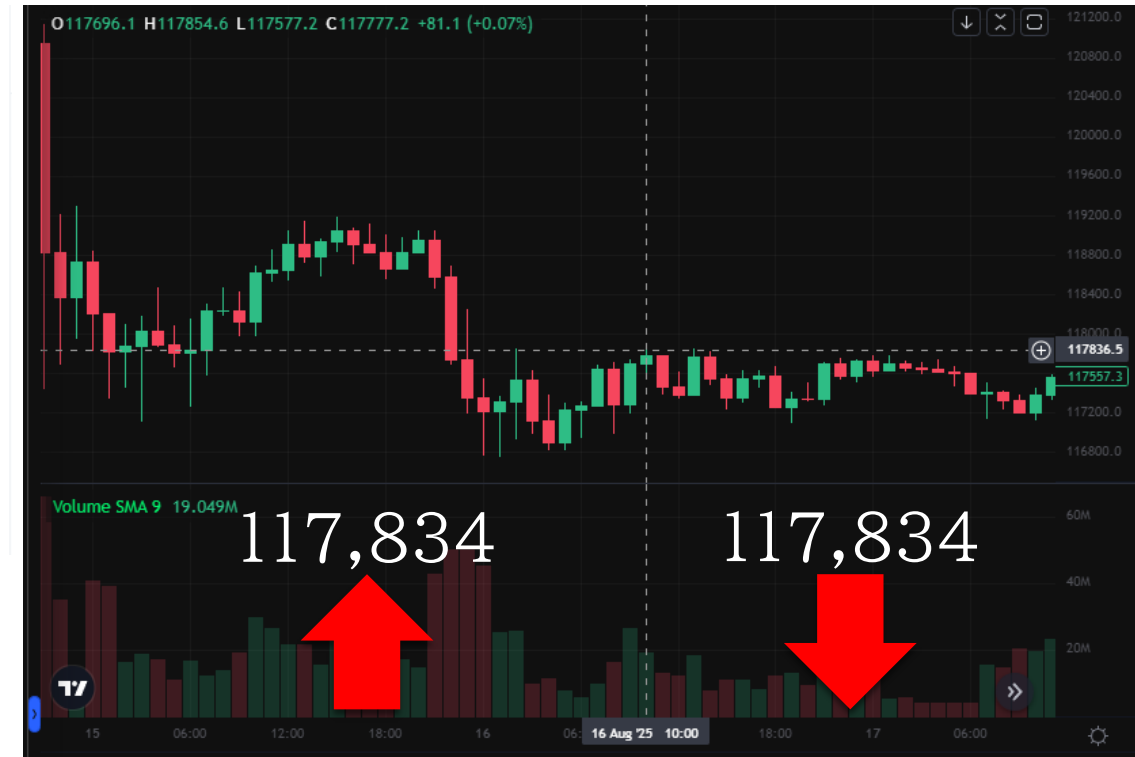 O117696.1 H117854.6 L117577.2 C117777.2 +81.1 (+0.07%)
121200.0
120800.0
120400.0
120000.0
119600.0
119200.0
118800.0
118400.0
118000.0
117836.5
117557.3
117200.0
116800.0
Volume SMA 9 19.049M
117,834 117,834
60M
40M
20M
15 06:00 12:00 18:00 16 06: 16 Aug '25 10:00 18:00 17 06:00